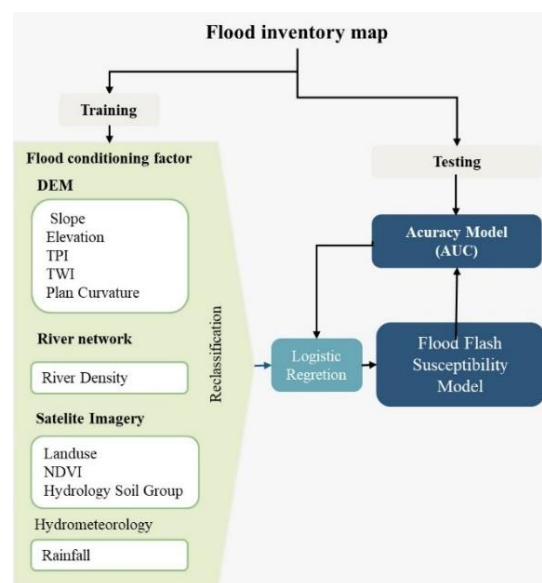 Flood inventory map
Training
Flood conditioning factor
DEM
Slope
Elevation
TPI
TWI
Plan Curvature
River network
River Density
Satelite Imagery
Landuse
NDVI
Hydrology Soil Group
Hydrometeorology
Rainfall
Reclassification
Logistic
Regretion
Testing
Acuracy Model
(AUC)
Flood Flash
Susceptibility
Model